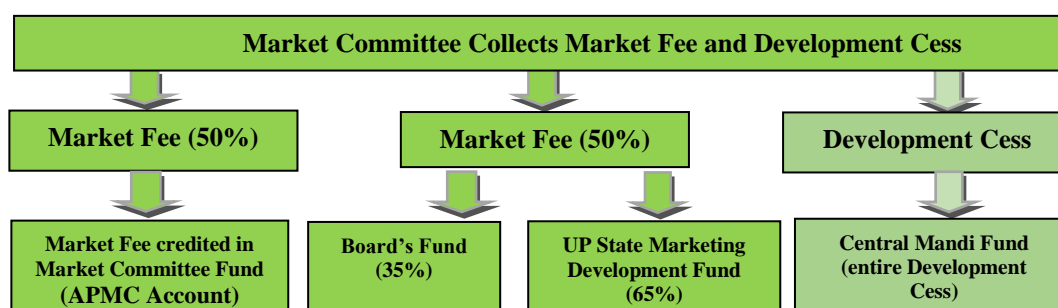 Market Committee Collects Market Fee and Development Cess
Market Fee (50%)
Market Fee (50%)
Development Cess
Market Fee credited in
Market Committee Fund
(APMC Account)
Board's Fund
(35%)
UP State Marketing
Development Fund
(65%)
Central Mandi Fund
(entire Development
Cess)